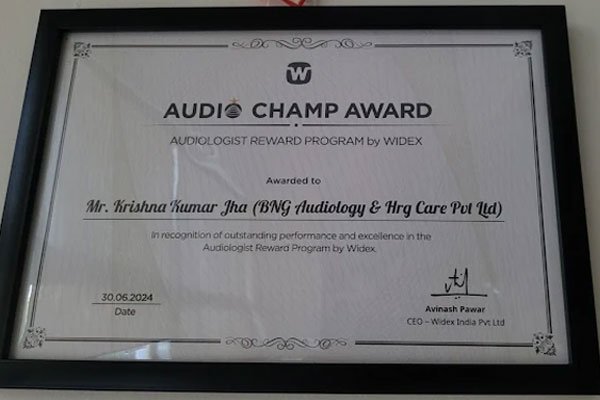 W
AUDIO CHAMP AWARD
AUDIOLOGIST REWARD PROGRAM by WIDEX
Awarded to
Mr. Krishna Kumar Jha (BNG Audiology & Hrg Care Pvt Ltd)
In recognition of outstanding performance and excellence in the
Audiologist Reward Program by Widex.
30.06.2024
Date
Avinash Pawar
CEO – Widex India Pvt Ltd